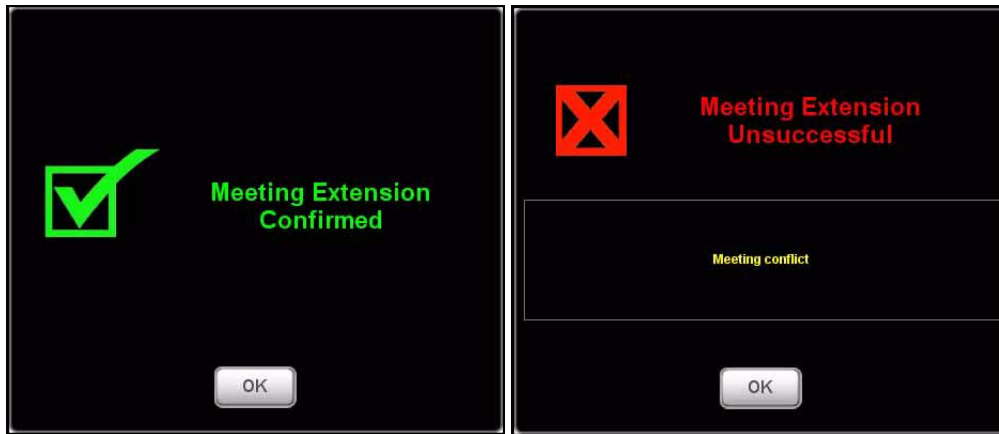 Meeting Extension
Confirmed
OK
Meeting Extension
Unsuccessful
Meeting conflict
OK